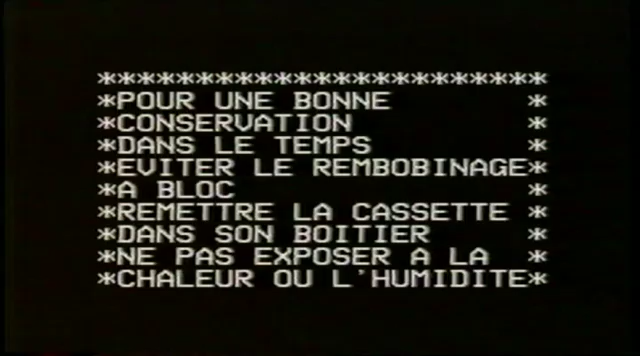 ***********************
*POUR UNE BONNE       *
*CONSERVATION         *
*DANS LE TEMPS        *
*EVITER LE REMBOBINAGE*
*A BLOC               *
*REMETTRE LA CASSETTE *
*DANS SON BOITIER     *
*NE PAS EXPOSER A LA  *
*CHALEUR OU L'HUMIDITE*